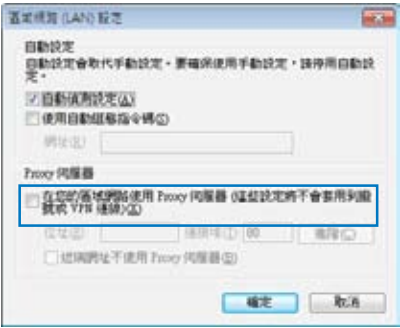 區域網路 (LAN) 設定
自動設定
自動設定會取代手動設定。要確保使用手動設定，請停用自動設
定。
自動偵測設定(A)
使用自動組態指令碼(S)
網址(R)
Proxy 伺服器
在您的區域網路使用 Proxy 伺服器 (這些設定將不會套用到撥
號或 VPN 連線)(X)
位址(E) 連接埠(T) 80 進階(C)
近端網址不使用 Proxy 伺服器(B)
確定 取消